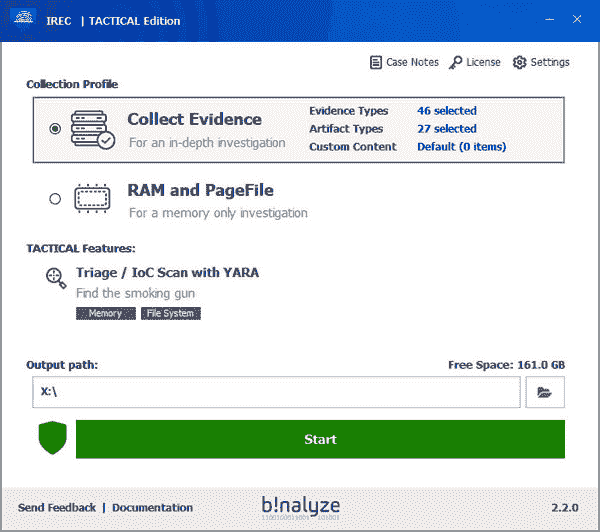 IREC | TACTICAL Edition
Case Notes License Settings
Collection Profile
Collect Evidence
For an in-depth investigation
Evidence Types 46 selected
Artifact Types 27 selected
Custom Content Default (0 items)
RAM and PageFile
For a memory only investigation
TACTICAL Features:
Triage / IoC Scan with YARA
Find the smoking gun
Memory File System
Output path: Free Space: 161.0 GB
X:\
Start
Send Feedback | Documentation
b!nalyze
2.2.0